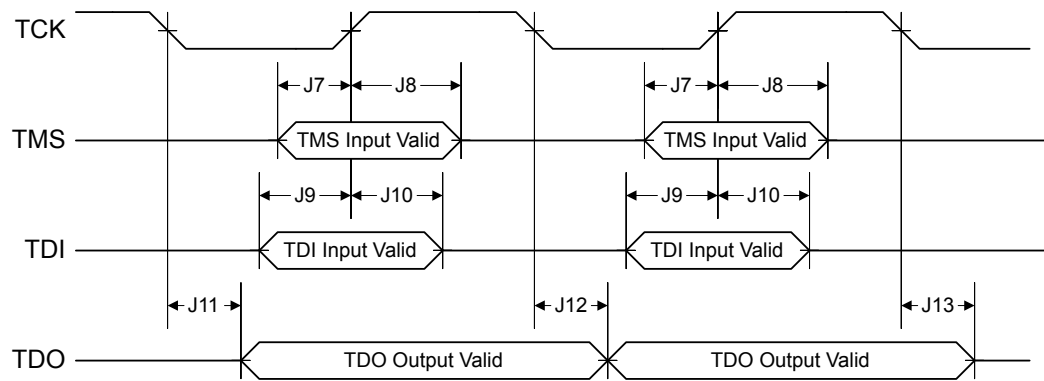 TCK
J7 J8 J7 J8
TMS TMS Input Valid TMS Input Valid
J9 J10 J9 J10
TDI TDI Input Valid TDI Input Valid
J11 J12 J13
TDO TDO Output Valid TDO Output Valid